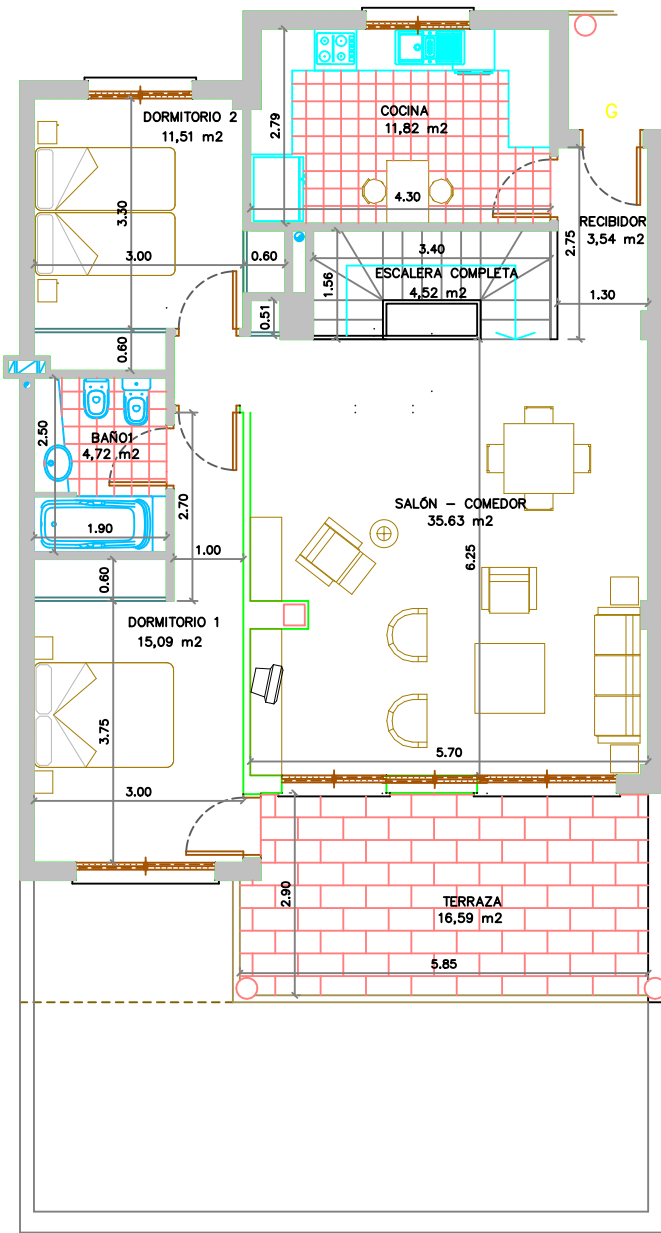 G
DORMITORIO 2
11,51 m2
COCINA
11,82 m2
2.79
4.30
3.30
3.00
0.60
RECIBIDOR
3,54 m2
2.75
1.30
3.40
ESCALERA COMPLETA
4,52 m2
1.56
0.51
0.60
BAÑO1
4,72 m2
2.50
1.90
2.70
1.00
SALÓN – COMEDOR
35.63 m2
6.25
5.70
0.60
DORMITORIO 1
15,09 m2
3.75
3.00
TERRAZA
16,59 m2
2.90
5.85